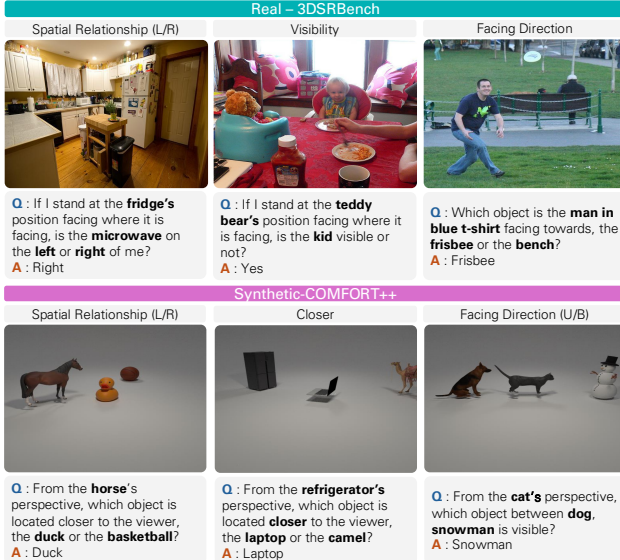 Real – 3DSRBench
Spatial Relationship (L/R)
Visibility
Facing Direction
Q : If I stand at the fridge's
position facing where it is
facing, is the microwave on
the left or right of me?
A : Right
Q : If I stand at the teddy
bear's position facing where it
is facing, is the kid visible or
not?
A : Yes
Q : Which object is the man in
blue t-shirt facing towards, the
frisbee or the bench?
A : Frisbee
Synthetic-COMFORT++
Spatial Relationship (L/R)
Closer
Facing Direction (U/B)
Q : From the horse's
perspective, which object is
located closer to the viewer,
the duck or the basketball?
A : Duck
Q : From the refrigerator's
perspective, which object is
located closer to the viewer,
the laptop or the camel?
A : Laptop
Q : From the cat's perspective,
which object between dog,
snowman is visible?
A : Snowman